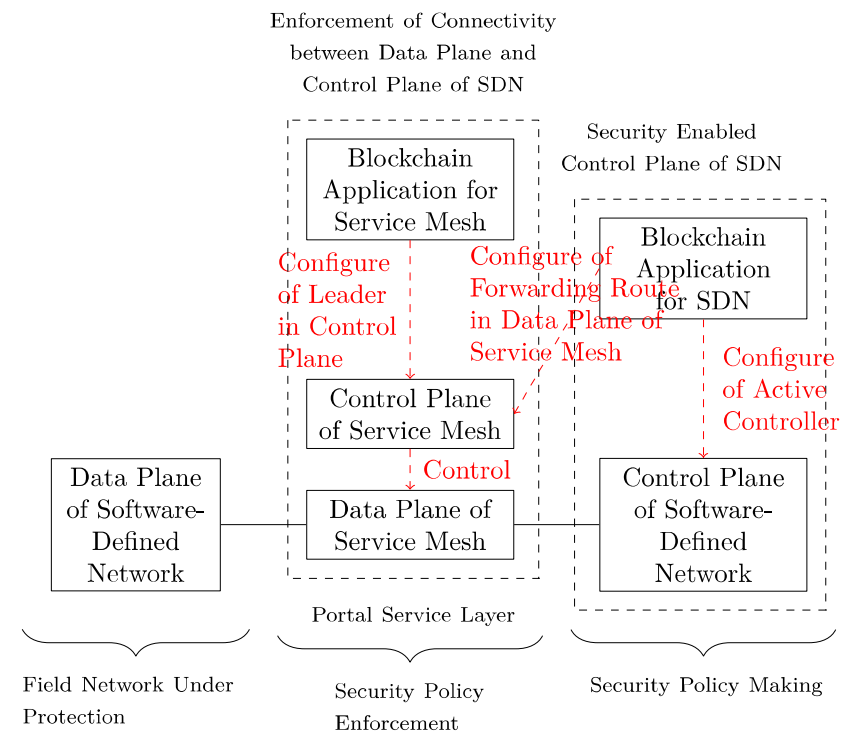 Enforcement of Connectivity
between Data Plane and
Control Plane of SDN
Security Enabled
Control Plane of SDN
Blockchain
Application for
Service Mesh
Blockchain
Application
for SDN
Configure
of Leader
in Control
Plane
Configure of
Forwarding Route
in Data Plane of
Service Mesh
Configure
of Active
Controller
Control Plane
of Service Mesh
Control
Data Plane
of Software-
Defined
Network
Data Plane of
Service Mesh
Control Plane
of Software-
Defined
Network
Portal Service Layer
Field Network Under
Protection
Security Policy
Enforcement
Security Policy Making